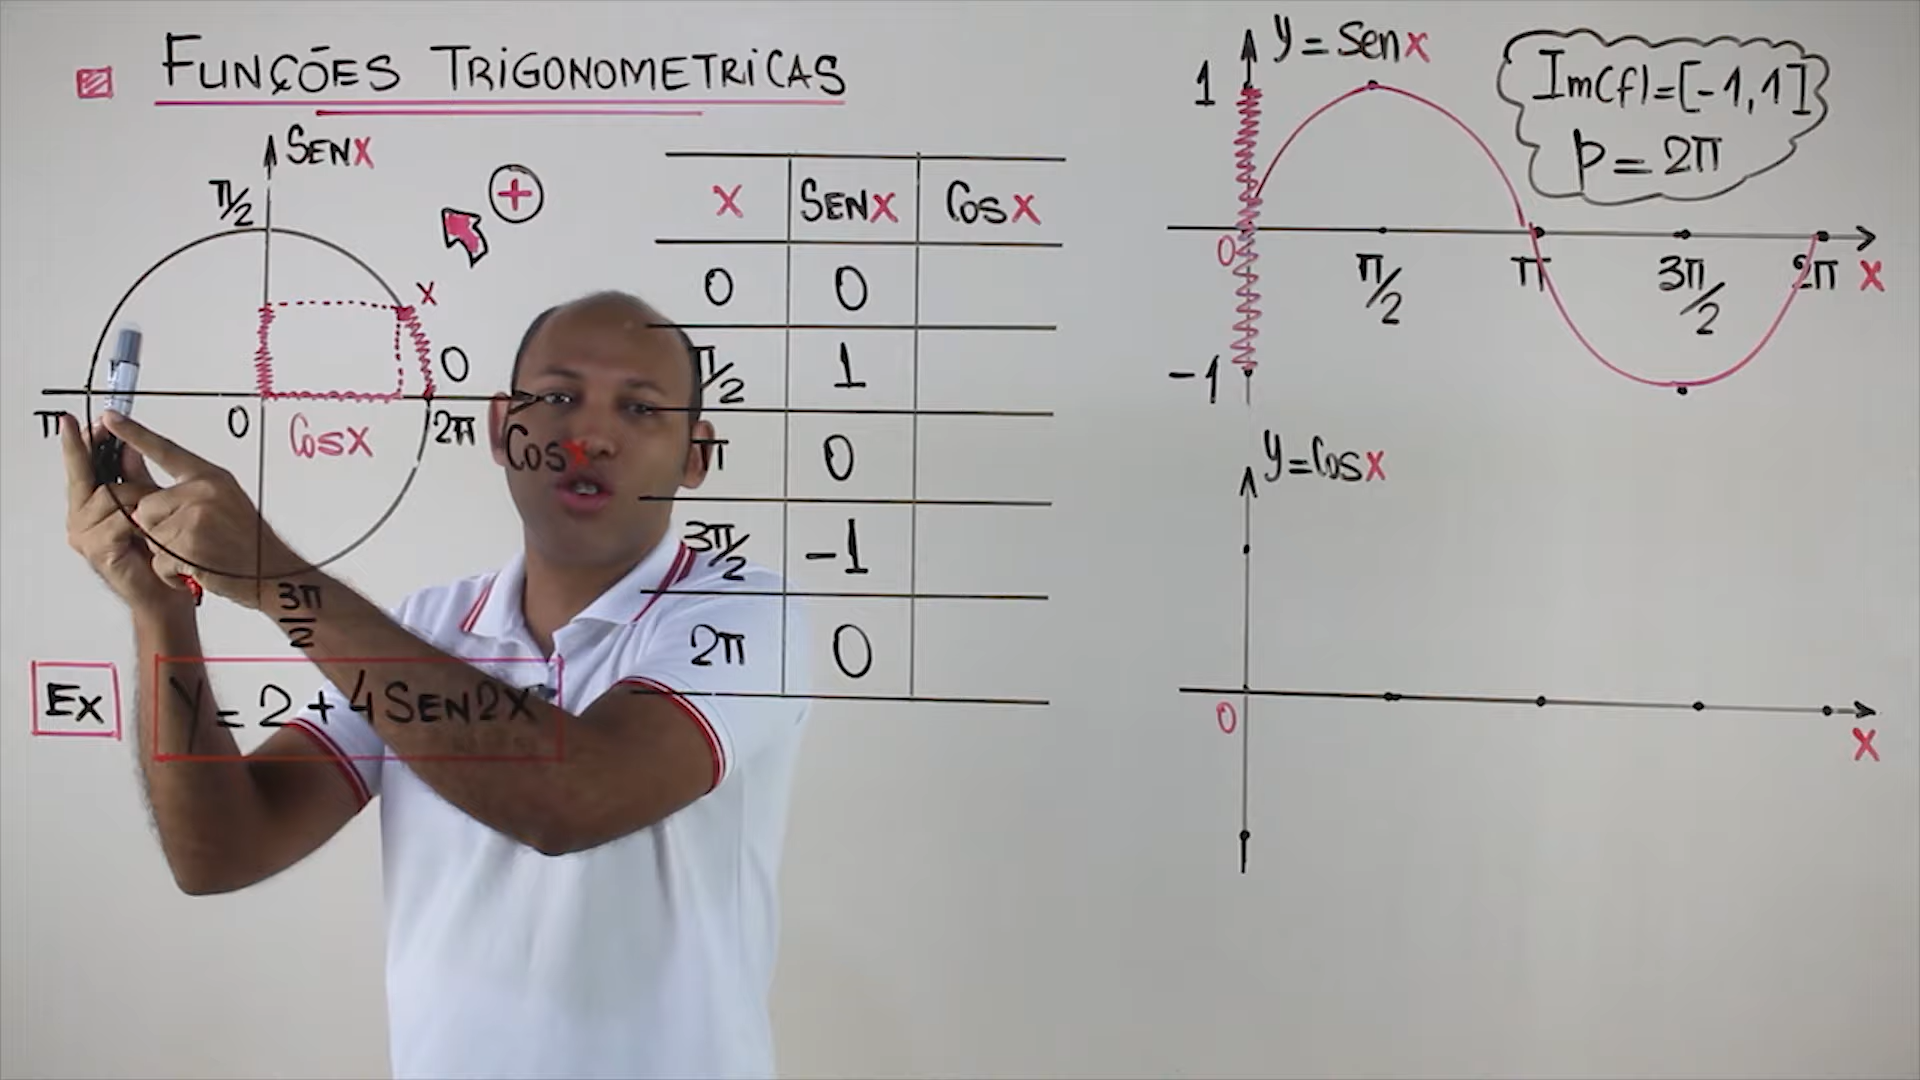 FUNÇÕES TRIGONOMETRICAS
SENX
π/2
+
X
0
π
0
CosX
2π
Cosx
3π/2
Ex
Y = 2 + 4 SEN2X
X SENX CosX
0 0
π/2 1
π 0
3π/2 -1
2π 0
y = Senx
1
Im(f)=[-1,1]
p = 2π
0
π/2 π 3π/2 2π X
-1
y=Cosx
0
X